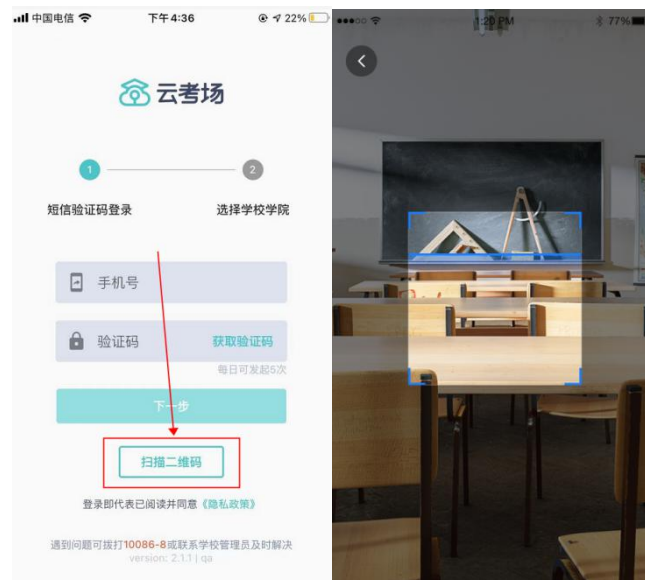 中国电信 下午4:36 22%
云考场
1 2
短信验证码登录 选择学校学院
手机号
验证码 获取验证码
每日可发起5次
下一步
扫描二维码
登录即代表已阅读并同意《隐私政策》
遇到问题可拨打10086-8或联系学校管理员及时解决
version: 2.1.1 | qa
1:20 PM 77%